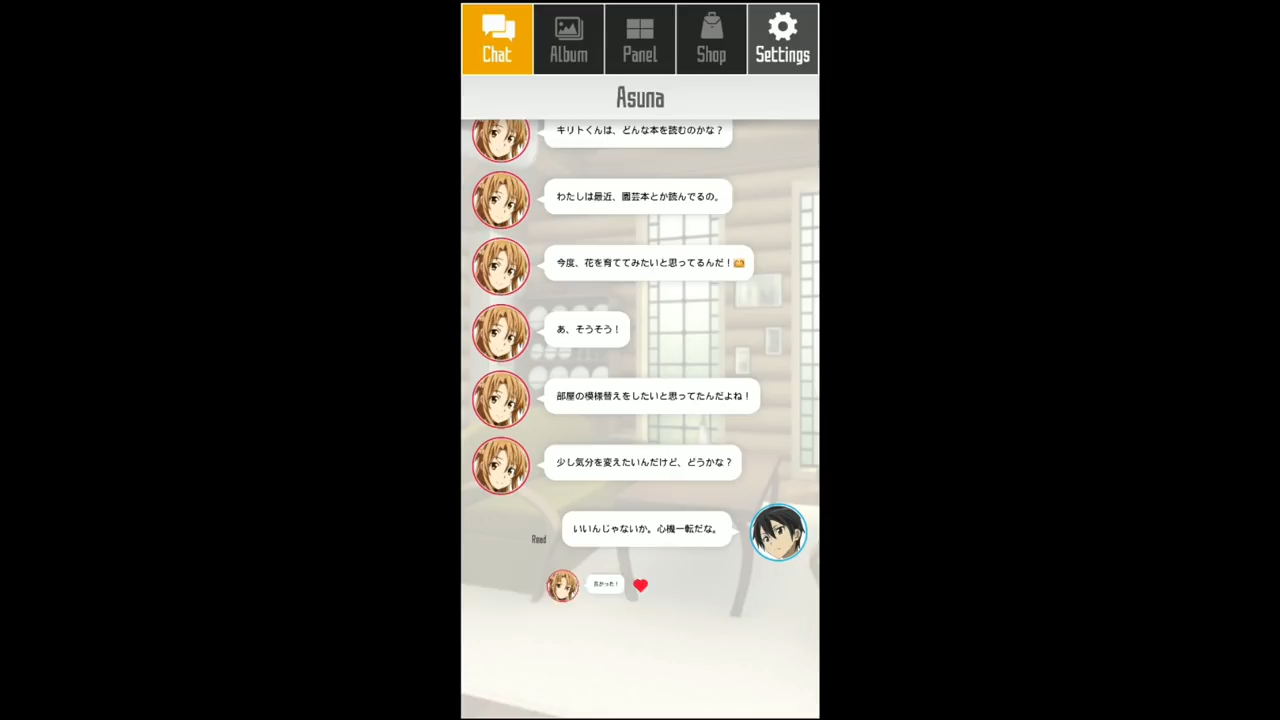 Chat
Album
Panel
Shop
Settings
Asuna
キリトくんは、どんな本を読むのかな？
わたしは最近、園芸本とか読んでるの。
今度、花を育ててみたいと思ってるんだ！
あ、そうそう！
部屋の模様替えをしたいと思ってたんだよね！
少し気分を変えたいんだけど、どうかな？
いいんじゃないか。心機一転だな。
Read
良かった！